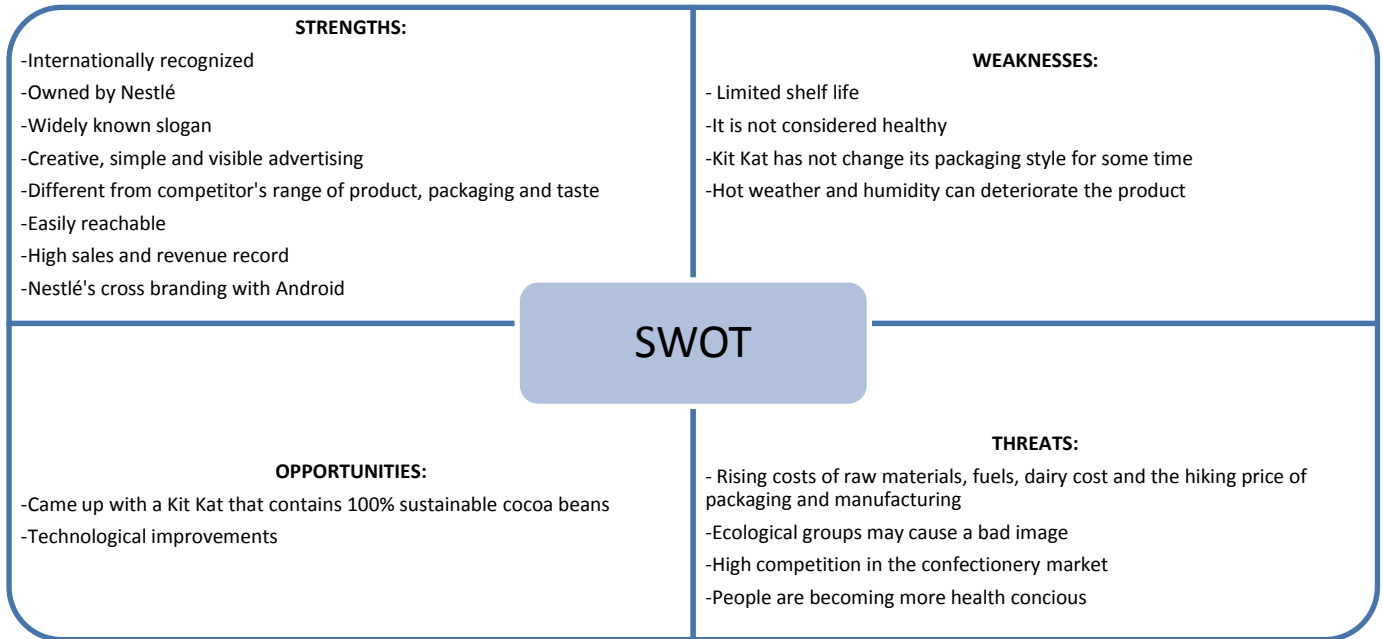 STRENGTHS:
-Internationally recognized
-Owned by Nestlé
-Widely known slogan
-Creative, simple and visible advertising
-Different from competitor's range of product, packaging and taste
-Easily reachable
-High sales and revenue record
-Nestlé's cross branding with Android
WEAKNESSES:
- Limited shelf life
-It is not considered healthy
-Kit Kat has not change its packaging style for some time
-Hot weather and humidity can deteriorate the product
SWOT
OPPORTUNITIES:
-Came up with a Kit Kat that contains 100% sustainable cocoa beans
-Technological improvements
THREATS:
- Rising costs of raw materials, fuels, dairy cost and the hiking price of
packaging and manufacturing
-Ecological groups may cause a bad image
-High competition in the confectionery market
-People are becoming more health concious